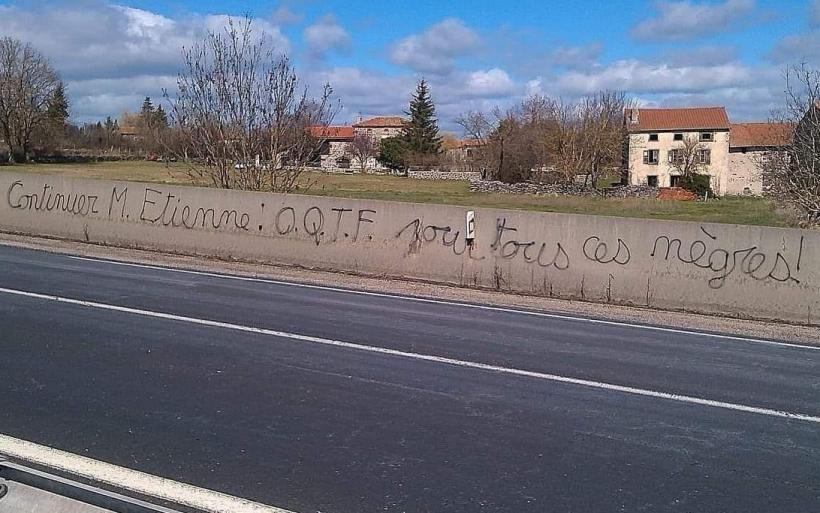 Continuer M. Etienne ! O.Q.T.F. pour tous ces nègres !